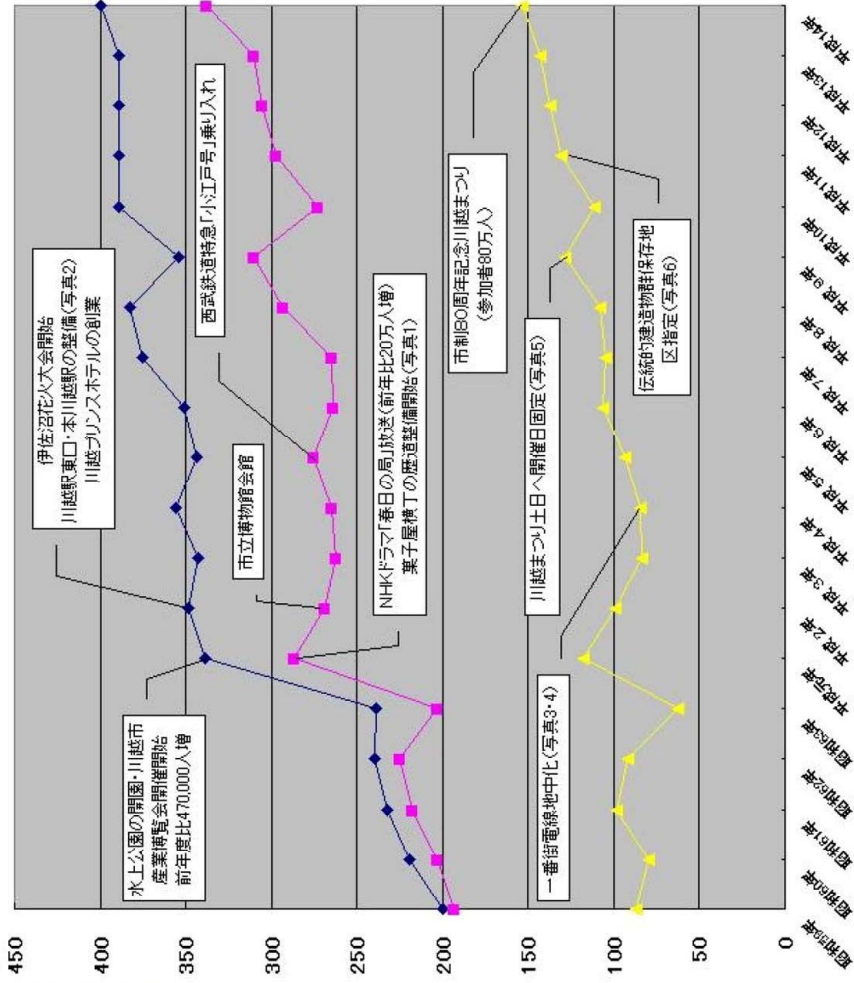 450
400
350
300
250
200
150
100
50
0
伊佐沼花火大会開始
川越駅東口・本川越駅の整備(写真2)
川越プリンスホテルの創業
水上公園の開園・川越市
産業博覧会開催開始
前年度比470,000人増
西武鉄道特急「小江戸号」乗り入れ
市立博物館会館
NHKドラマ「春日の局」放送(前年比20万人増)
菓子屋横丁の歴道整備開始(写真1)
市制80周年記念川越まつり
(参加者80万人)
川越まつり土日へ開催日固定(写真5)
一番街電線地中化(写真3・4)
伝統的建造物群保存地
区指定(写真6)
昭和59年
昭和60年
昭和61年
昭和62年
昭和63年
平成元年
平成2年
平成3年
平成4年
平成5年
平成6年
平成7年
平成8年
平成9年
平成10年
平成11年
平成12年
平成13年
平成14年